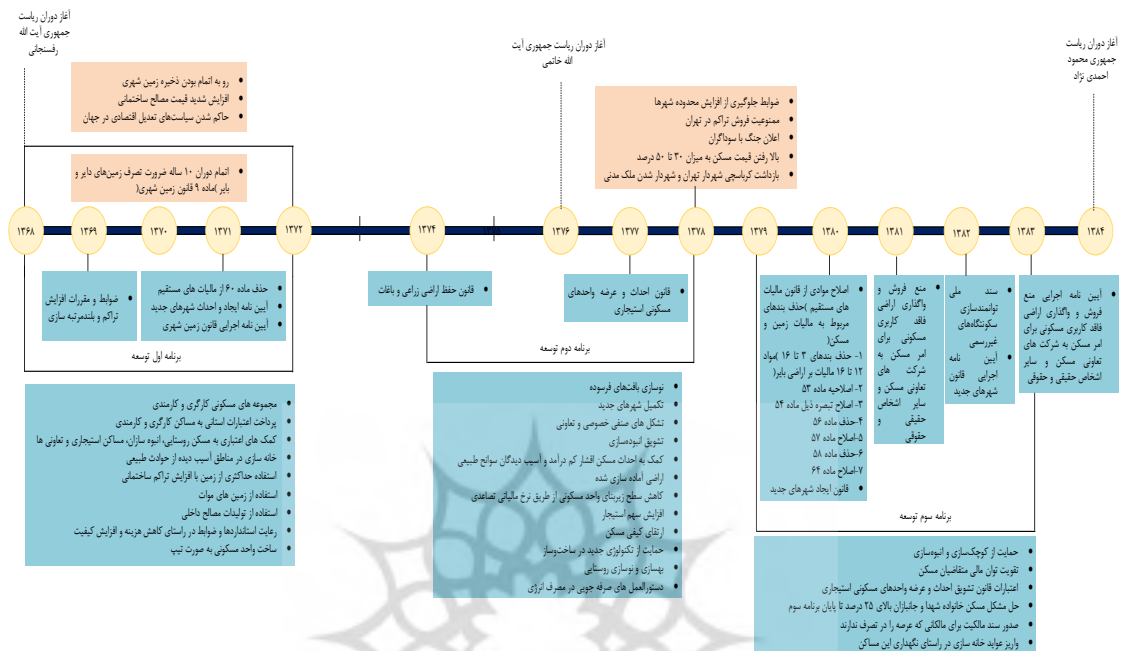 آغاز دوران ریاست
جمهوری آیت الله
رفسنجانی
آغاز دوران ریاست جمهوری آیت
الله خاتمی
آغاز دوران ریاست
جمهوری محمود
احمدی نژاد
• رو به اتمام بودن ذخیره زمین شهری
• افزایش شدید قیمت مصالح ساختمانی
• حاکم شدن سیاست‌های تعدیل اقتصادی در جهان
• اتمام دوران ۱۰ ساله ضرورت تصرف زمین‌های دایر و
بایر )ماده ۹ قانون زمین شهری(
• ضوابط جلوگیری از افزایش محدوده شهرها
• ممنوعیت فروش تراکم در تهران
• اعلان جنگ با سوداگران
• بالا رفتن قیمت مسکن به میزان ۳۰ تا ۵۰ درصد
• بازداشت کرباسچی شهردار تهران و شهردار شدن ملک مدنی
۱۳۶۸
۱۳۶۹
۱۳۷۰
۱۳۷۱
۱۳۷۲
۱۳۷۴
۱۳۷۶
۱۳۷۷
۱۳۷۸
۱۳۷۹
۱۳۸۰
۱۳۸۱
۱۳۸۲
۱۳۸۳
۱۳۸۴
• ضوابط و مقررات افزایش
تراکم و بلندمرتبه سازی
• حذف ماده ۶۰ از مالیات های مستقیم
• آیین نامه ایجاد و احداث شهرهای جدید
• آیین نامه اجرایی قانون زمین شهری
• قانون حفظ اراضی زراعی و باغات
• قانون احداث و عرضه واحدهای
مسکونی استیجاری
• اصلاح موادی از قانون مالیات
های مستقیم )حذف بندهای
مربوط به مالیات زمین و
مسکن(
۱- حذف بندهای ۳ تا ۱۶ )مواد
۱۲ تا ۱۶ مالیات بر اراضی بایر(
۲- اصلاحیه ماده ۵۳
۳- اصلاح تبصره ذیل ماده ۵۴
۴-حذف ماده ۵۶
۵-اصلاح ماده ۵۷
۶-حذف ماده ۵۸
۷-اصلاح ماده ۶۴
• قانون ایجاد شهرهای جدید
• منع فروش و
واگذاری اراضی
فاقد کاربری
مسکونی برای
امر مسکن به
شرکت های
تعاونی مسکن و
سایر اشخاص
حقیقی و
حقوقی
• سند ملی
توانمندسازی
سکونتگاه‌های
غیررسمی
• آیین نامه
اجرایی قانون
شهرهای جدید
• آیین نامه اجرایی منع
فروش و واگذاری اراضی
فاقد کاربری مسکونی برای
امر مسکن به شرکت های
تعاونی مسکن و سایر
اشخاص حقیقی و حقوقی
برنامه اول توسعه
برنامه دوم توسعه
برنامه سوم توسعه
• مجموعه های مسکونی کارگری و کارمندی
• پرداخت اعتبارات استانی به مساکن کارگری و کارمندی
• کمک های اعتباری به مسکن روستایی، انبوه سازان، مساکن استیجاری و تعاونی ها
• خانه سازی در مناطق آسیب دیده از حوادث طبیعی
• استفاده حداکثری از زمین با افزایش تراکم ساختمانی
• استفاده از زمین های موات
• استفاده از تولیدات مصالح داخلی
• رعایت استانداردها و ضوابط در راستای کاهش هزینه و افزایش کیفیت
• ساخت واحد مسکونی به صورت تیپ
• نوسازی بافت‌های فرسوده
• تکمیل شهرهای جدید
• تشکل های صنفی خصوصی و تعاونی
• تشویق انبوه‌سازی
• کمک به احداث مسکن اقشار کم درآمد و آسیب دیدگان سوانح طبیعی
• اراضی آماده سازی شده
• کاهش سطح زیربنای واحد مسکونی از طریق نرخ مالیاتی تصاعدی
• افزایش سهم استیجار
• ارتقای کیفی مسکن
• حمایت از تکنولوژی جدید در ساخت‌وساز
• بهسازی و نوسازی روستایی
• دستورالعمل های صرفه جویی در مصرف انرژی
• حمایت از کوچک‌سازی و انبوه‌سازی
• تقویت توان مالی متقاضیان مسکن
• اعتبارات قانون تشویق احداث و عرضه واحدهای مسکونی استیجاری
• حل مشکل مسکن خانواده شهدا و جانبازان بالای ۲۵ درصد تا پایان برنامه سوم
• صدور سند مالکیت برای مالکانی که عرصه را در تصرف ندارند
• واریز عواید خانه سازی در راستای نگهداری این مساکن